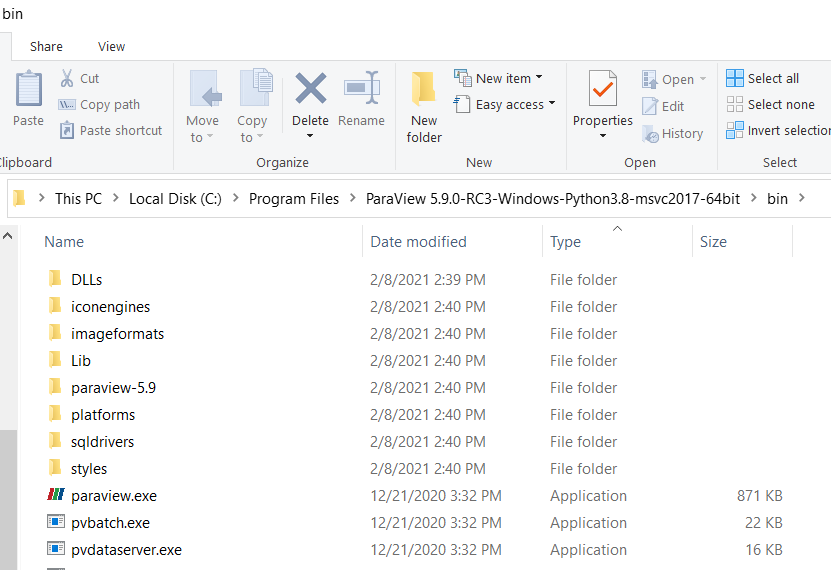 bin
Share View
Cut
Copy path
Paste shortcut
Paste
Move to
Copy to
Delete
Rename
New folder
New item
Easy access
Properties
Open
Edit
History
Select all
Select none
Invert selection
Clipboard Organize New Open Select
This PC > Local Disk (C:) > Program Files > ParaView 5.9.0-RC3-Windows-Python3.8-msvc2017-64bit > bin >
Name Date modified Type Size
DLLs 2/8/2021 2:39 PM File folder
iconengines 2/8/2021 2:40 PM File folder
imageformats 2/8/2021 2:40 PM File folder
Lib 2/8/2021 2:40 PM File folder
paraview-5.9 2/8/2021 2:40 PM File folder
platforms 2/8/2021 2:40 PM File folder
sqldrivers 2/8/2021 2:40 PM File folder
styles 2/8/2021 2:40 PM File folder
paraview.exe 12/21/2020 3:32 PM Application 871 KB
pvbatch.exe 12/21/2020 3:32 PM Application 22 KB
pvdataserver.exe 12/21/2020 3:32 PM Application 16 KB